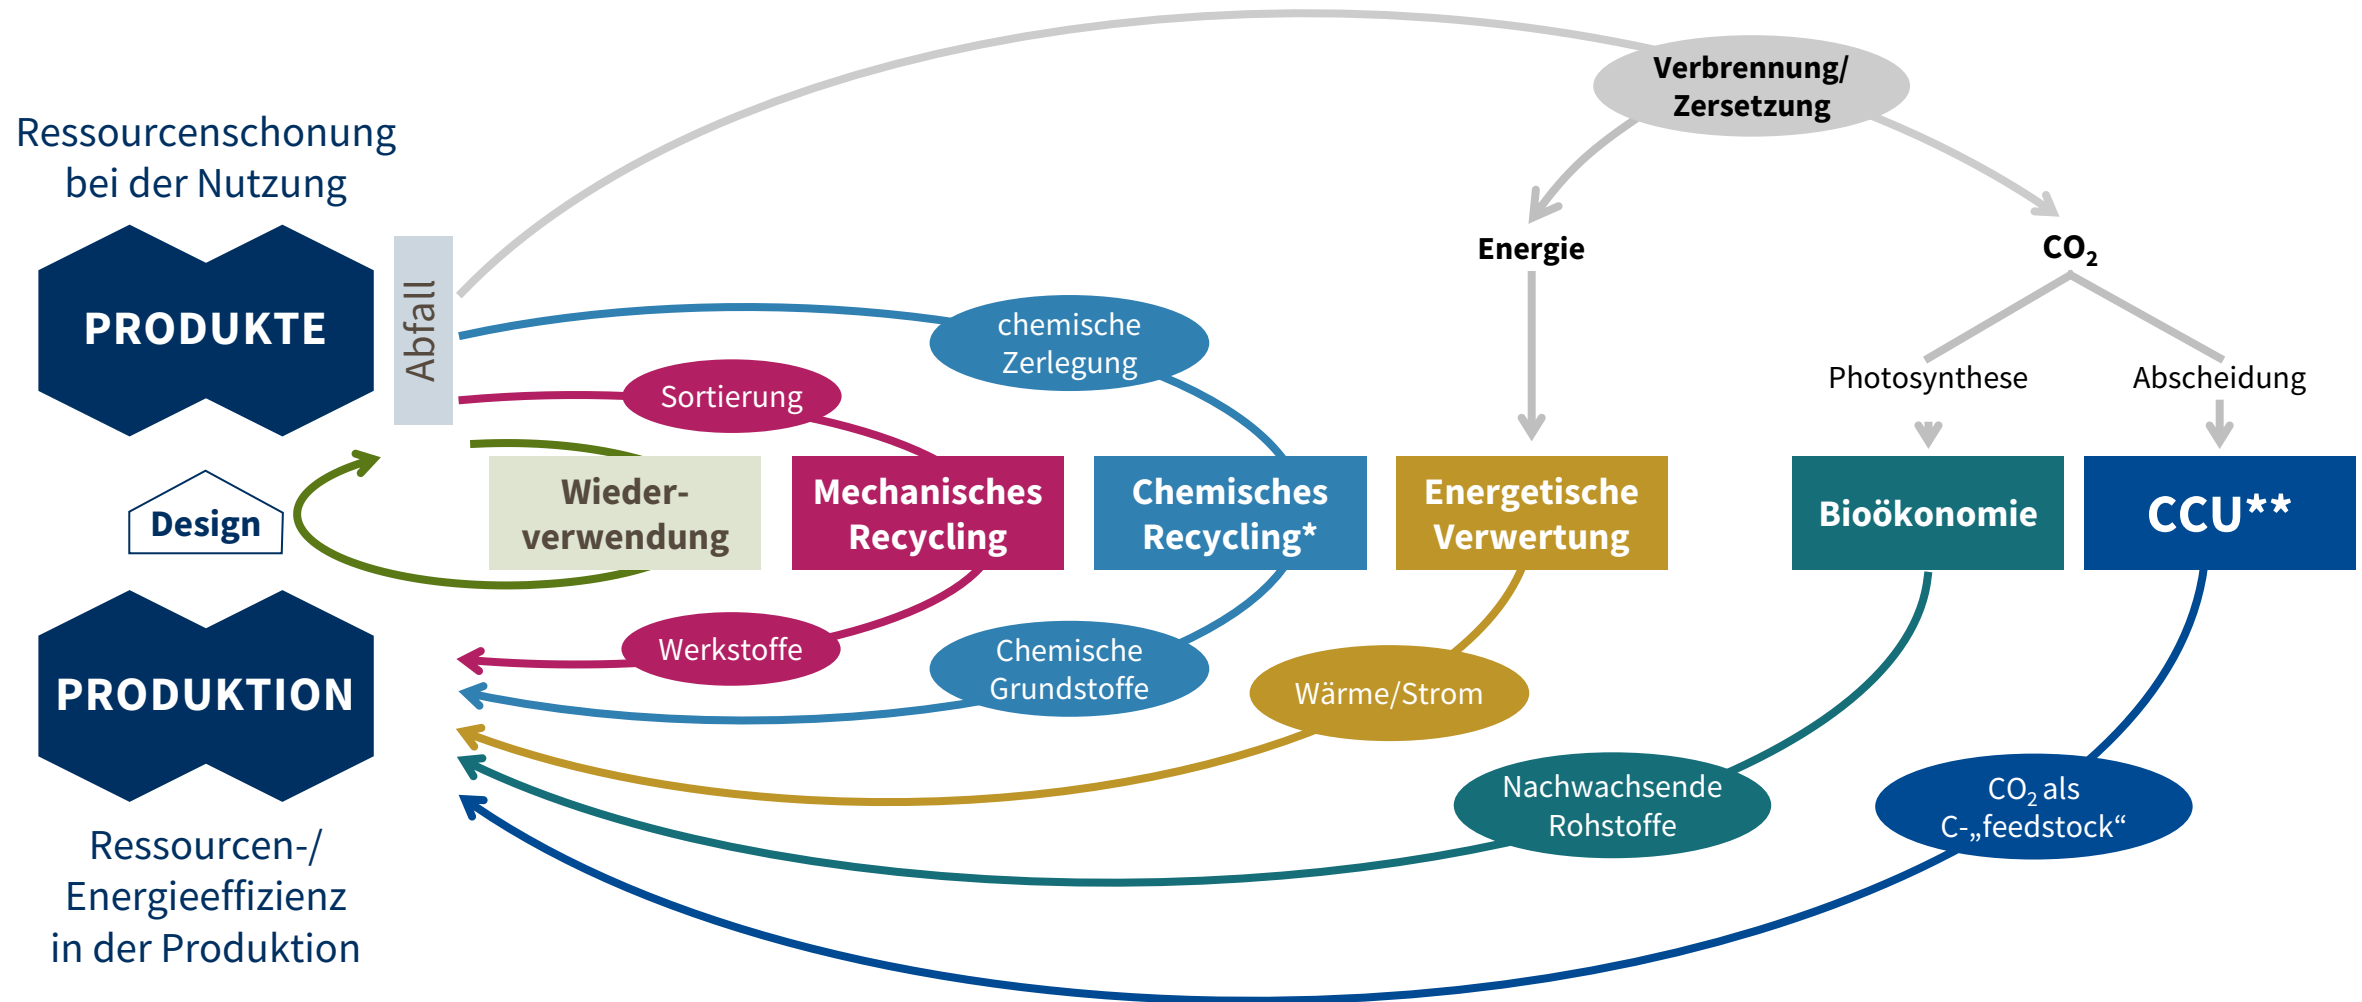 Verbrennung/
Zersetzung
Ressourcenschonung
bei der Nutzung
Energie
CO₂
PRODUKTE
Abfall
chemische
Zerlegung
Sortierung
Photosynthese
Abscheidung
Design
Wieder-
verwendung
Mechanisches
Recycling
Chemisches
Recycling*
Energetische
Verwertung
Bioökonomie
CCU**
PRODUKTION
Werkstoffe
Chemische
Grundstoffe
Wärme/Strom
Nachwachsende
Rohstoffe
CO₂ als
C-„feedstock“
Ressourcen-/
Energieeffizienz
in der Produktion